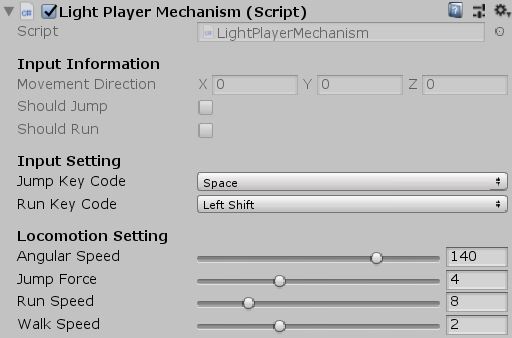 Light Player Mechanism (Script)
Script LightPlayerMechanism
Input Information
Movement Direction X 0 Y 0 Z 0
Should Jump
Should Run
Input Setting
Jump Key Code Space
Run Key Code Left Shift
Locomotion Setting
Angular Speed 140
Jump Force 4
Run Speed 8
Walk Speed 2